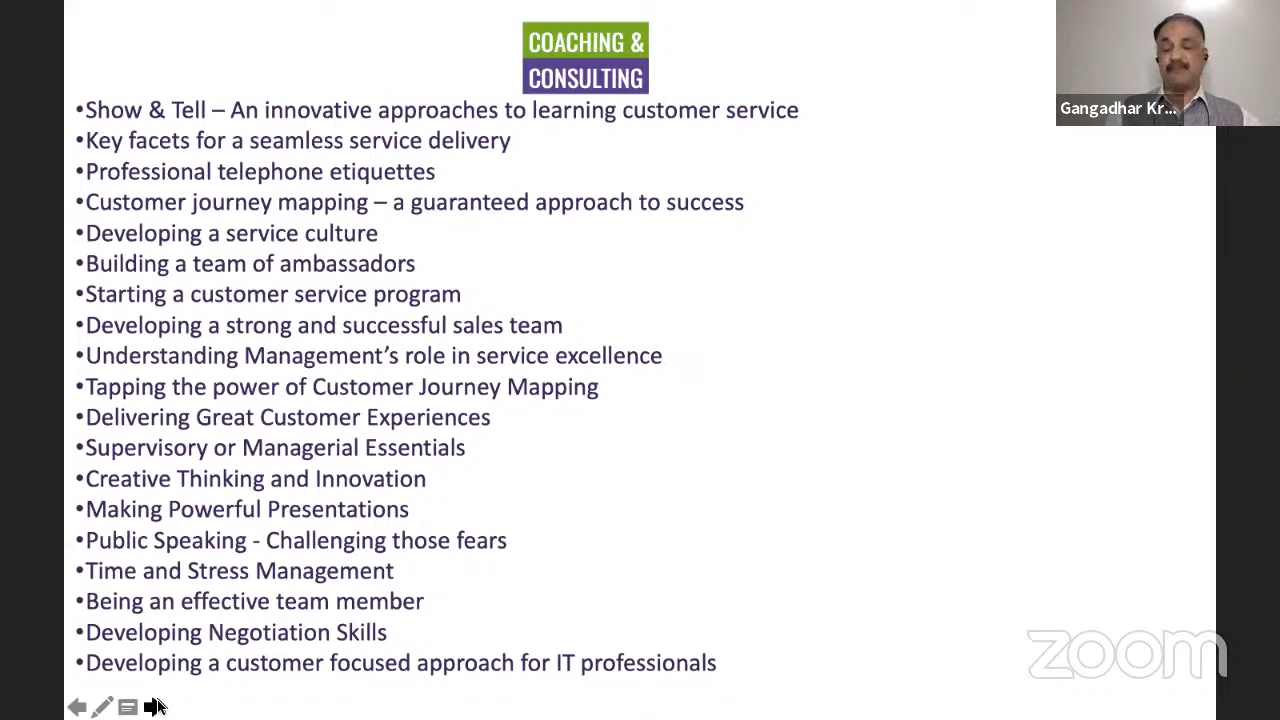 COACHING &
CONSULTING
Gangadhar Kr...
•Show & Tell – An innovative approaches to learning customer service
•Key facets for a seamless service delivery
•Professional telephone etiquettes
•Customer journey mapping – a guaranteed approach to success
•Developing a service culture
•Building a team of ambassadors
•Starting a customer service program
•Developing a strong and successful sales team
•Understanding Management’s role in service excellence
•Tapping the power of Customer Journey Mapping
•Delivering Great Customer Experiences
•Supervisory or Managerial Essentials
•Creative Thinking and Innovation
•Making Powerful Presentations
•Public Speaking - Challenging those fears
•Time and Stress Management
•Being an effective team member
•Developing Negotiation Skills
•Developing a customer focused approach for IT professionals
zoom